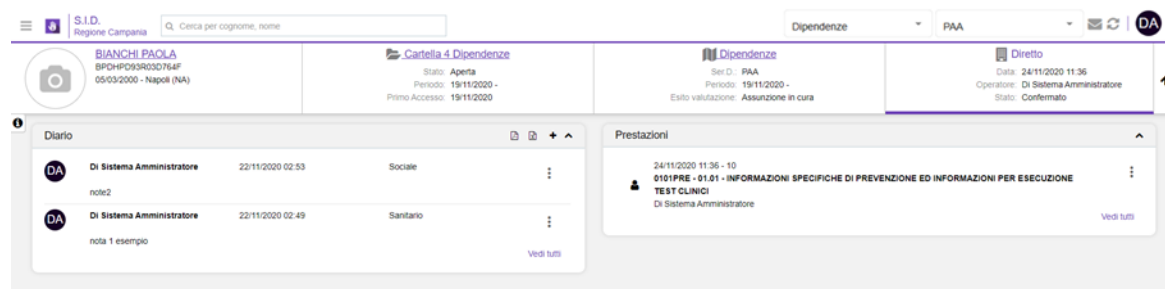 S.I.D.
Regione Campania
Cerca per cognome, nome
Dipendenze
PAA
DA
BIANCHI PAOLA
BPDHPD93R03D764F
05/03/2000 - Napoli (NA)
Cartella 4 Dipendenze
Stato: Aperta
Periodo: 19/11/2020 -
Primo Accesso: 19/11/2020
Dipendenze
Ser.D.: PAA
Periodo: 19/11/2020 -
Esito valutazione: Assunzione in cura
Diretto
Data: 24/11/2020 11:36
Operatore: Di Sistema Amministratore
Stato: Confermato
Diario
DA
Di Sistema Amministratore 22/11/2020 02:53 Sociale
note2
DA
Di Sistema Amministratore 22/11/2020 02:49 Sanitario
nota 1 esempio
Vedi tutti
Prestazioni
24/11/2020 11:36 - 10
0101PRE - 01.01 - INFORMAZIONI SPECIFICHE DI PREVENZIONE ED INFORMAZIONI PER ESECUZIONE
TEST CLINICI
Di Sistema Amministratore
Vedi tutti